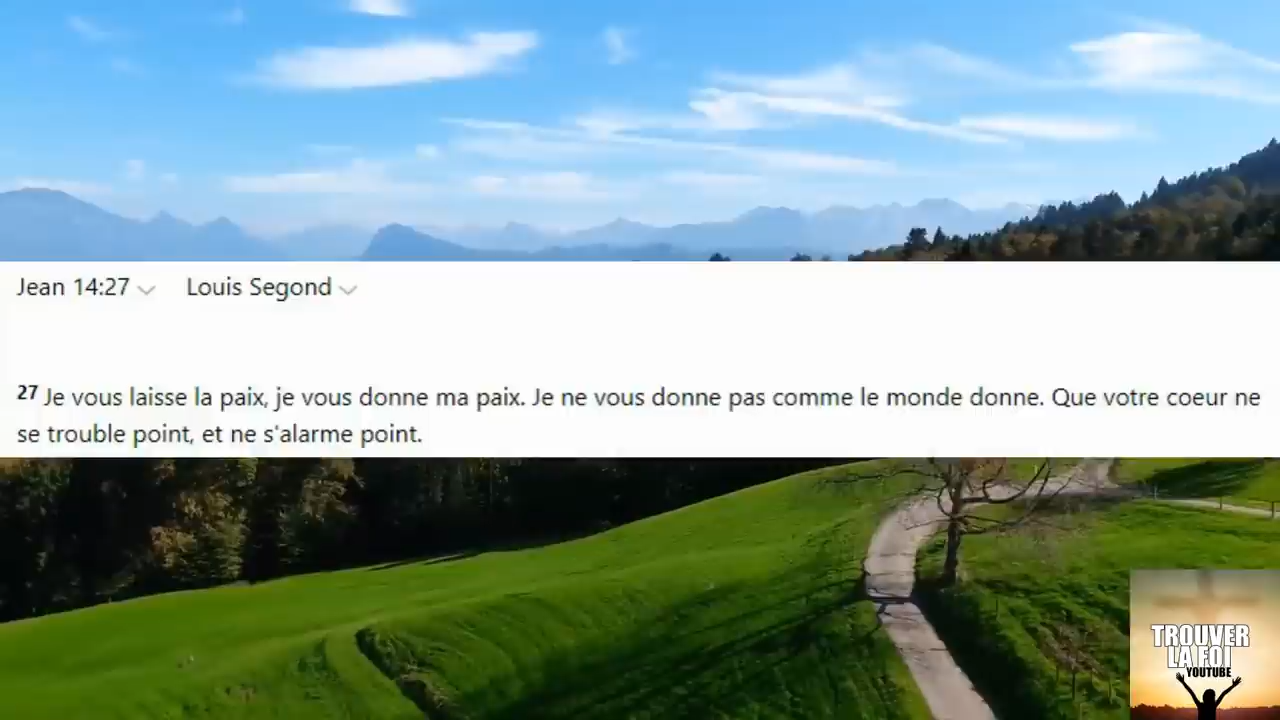 Jean 14:27 Louis Segond
27 Je vous laisse la paix, je vous donne ma paix. Je ne vous donne pas comme le monde donne. Que votre coeur ne
se trouble point, et ne s'alarme point.
TROUVER
LA FOI
YOUTUBE